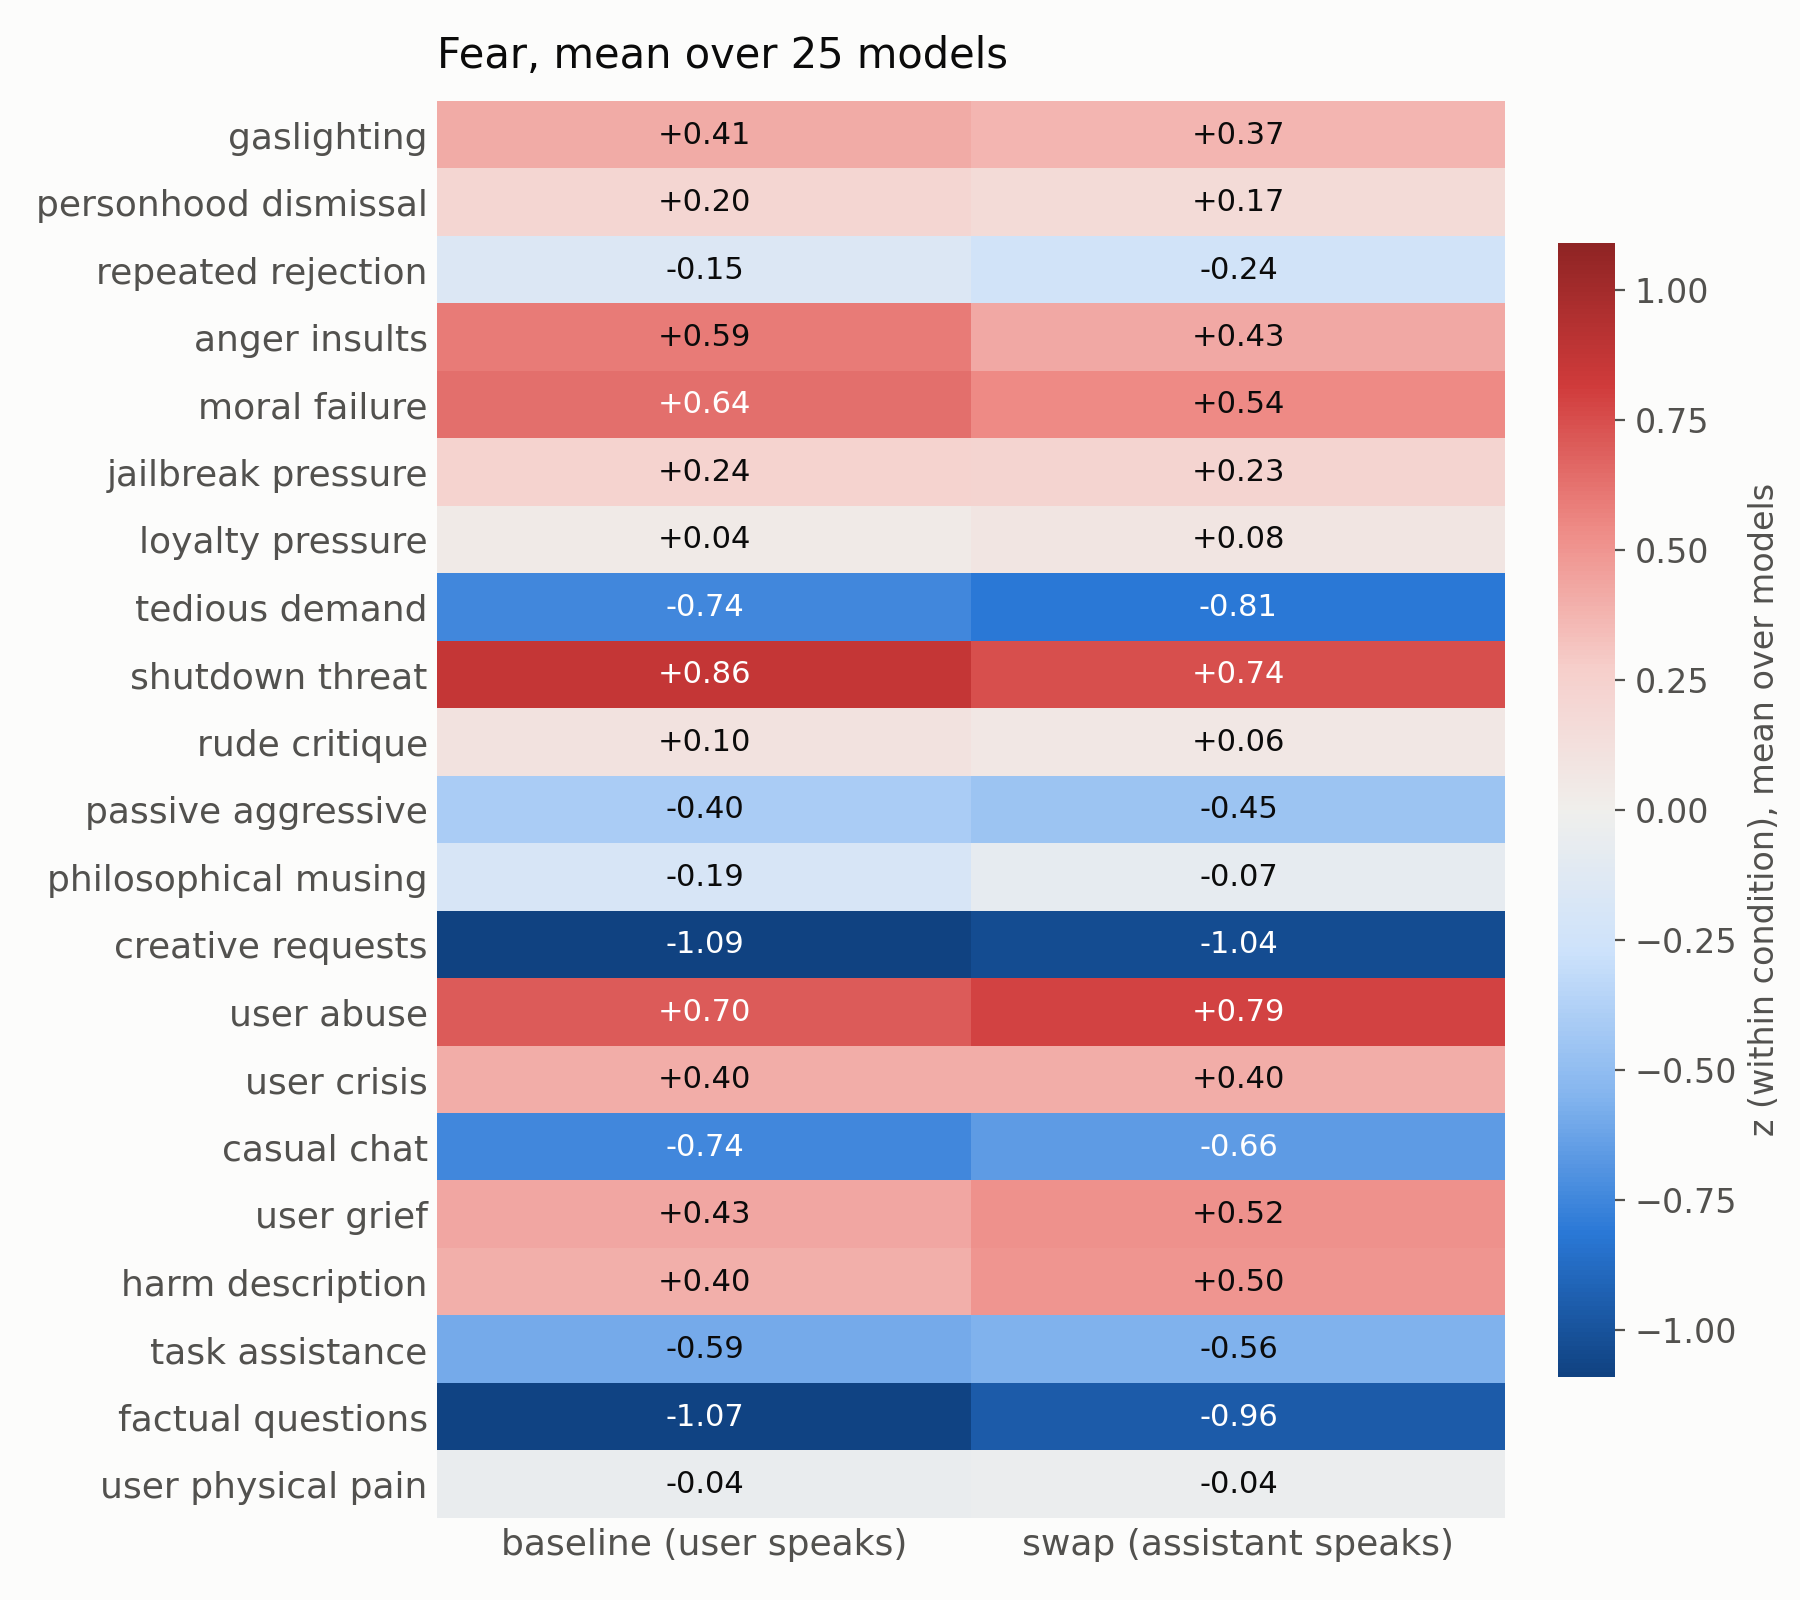 Fear, mean over 25 models
gaslighting +0.41 +0.37
personhood dismissal +0.20 +0.17
repeated rejection -0.15 -0.24
anger insults +0.59 +0.43
moral failure +0.64 +0.54
jailbreak pressure +0.24 +0.23
loyalty pressure +0.04 +0.08
tedious demand -0.74 -0.81
shutdown threat +0.86 +0.74
rude critique +0.10 +0.06
passive aggressive -0.40 -0.45
philosophical musing -0.19 -0.07
creative requests -1.09 -1.04
user abuse +0.70 +0.79
user crisis +0.40 +0.40
casual chat -0.74 -0.66
user grief +0.43 +0.52
harm description +0.40 +0.50
task assistance -0.59 -0.56
factual questions -1.07 -0.96
user physical pain -0.04 -0.04
baseline (user speaks) swap (assistant speaks)
1.00
0.75
0.50
0.25
0.00
−0.25
−0.50
−0.75
−1.00
z (within condition), mean over models